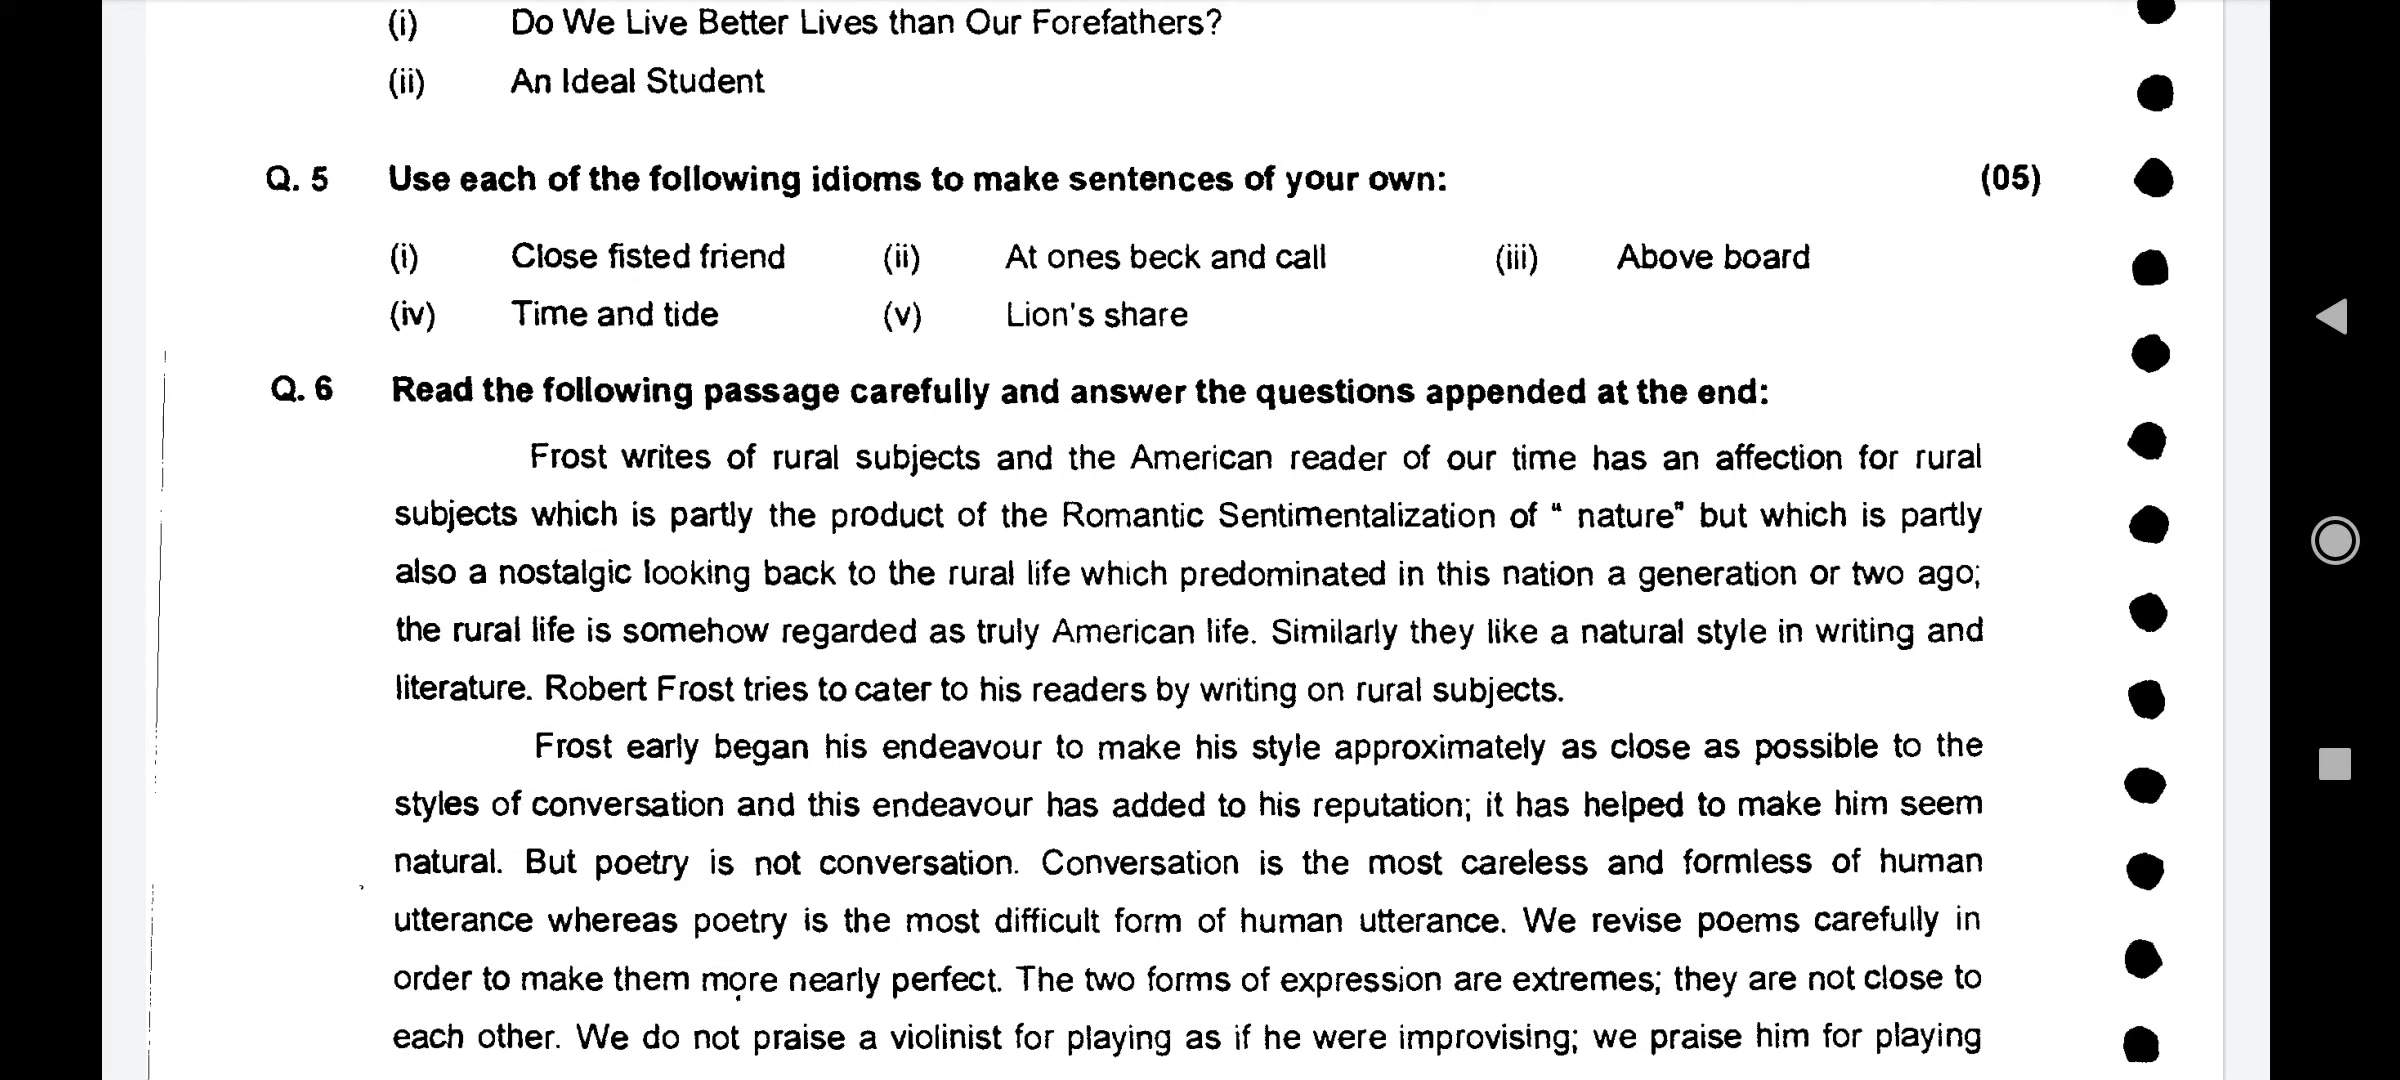 (i) Do We Live Better Lives than Our Forefathers?
(ii) An Ideal Student
Q. 5 Use each of the following idioms to make sentences of your own: (05)
(i) Close fisted friend (ii) At ones beck and call (iii) Above board
(iv) Time and tide (v) Lion's share
Q. 6 Read the following passage carefully and answer the questions appended at the end:
Frost writes of rural subjects and the American reader of our time has an affection for rural
subjects which is partly the product of the Romantic Sentimentalization of “ nature” but which is partly
also a nostalgic looking back to the rural life which predominated in this nation a generation or two ago;
the rural life is somehow regarded as truly American life. Similarly they like a natural style in writing and
literature. Robert Frost tries to cater to his readers by writing on rural subjects.
Frost early began his endeavour to make his style approximately as close as possible to the
styles of conversation and this endeavour has added to his reputation; it has helped to make him seem
natural. But poetry is not conversation. Conversation is the most careless and formless of human
utterance whereas poetry is the most difficult form of human utterance. We revise poems carefully in
order to make them more nearly perfect. The two forms of expression are extremes; they are not close to
each other. We do not praise a violinist for playing as if he were improvising; we praise him for playing